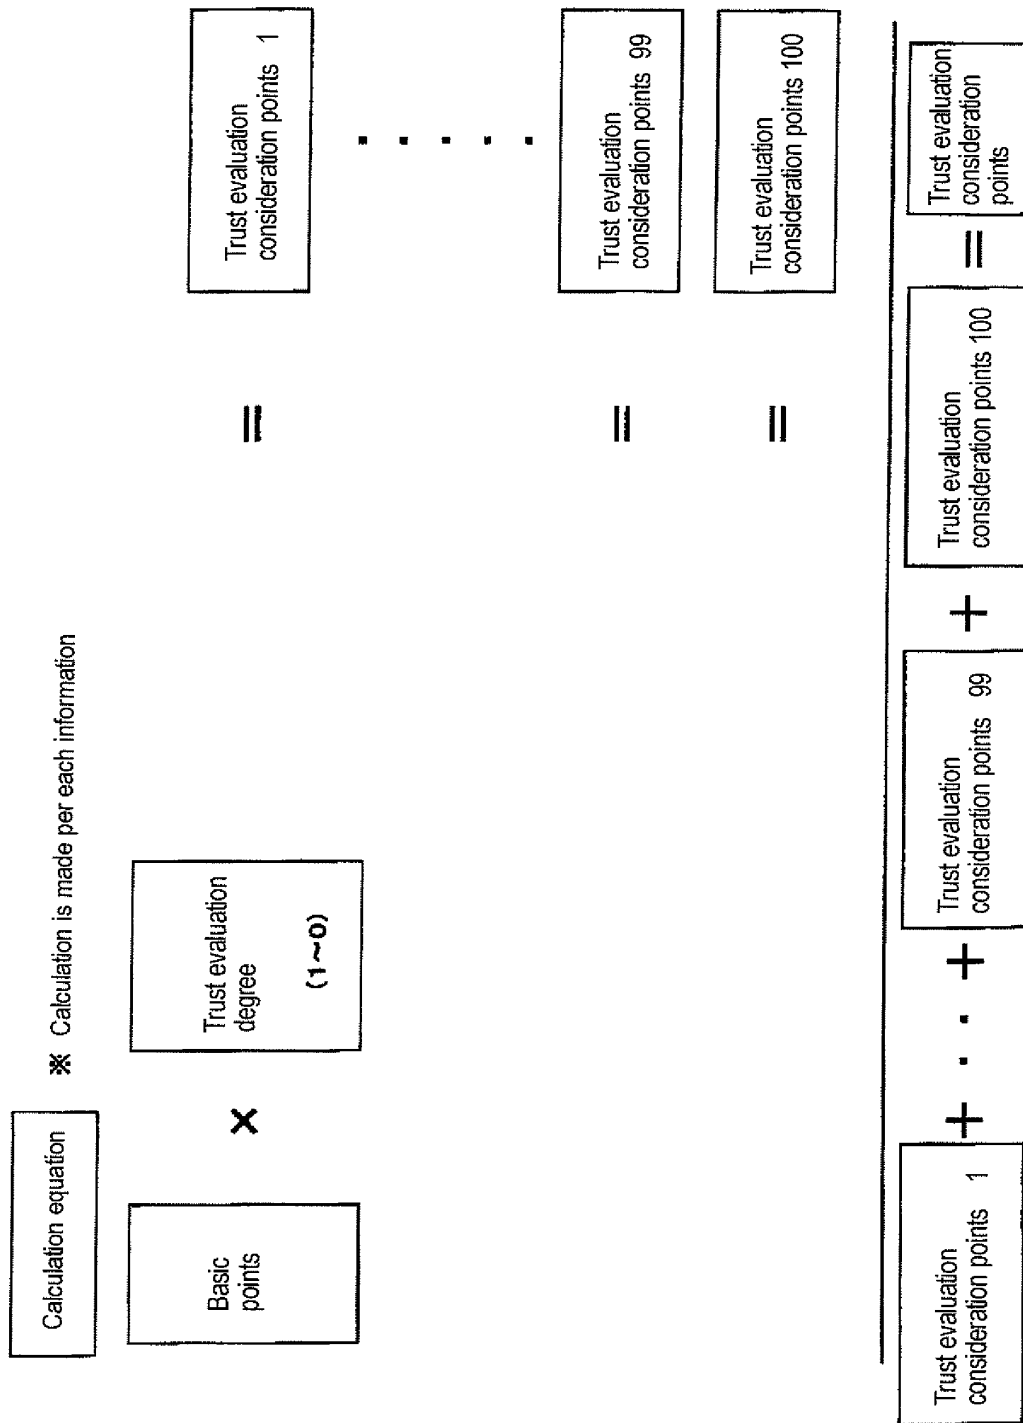 Calculation equation
※ Calculation is made per each information
Basic
points
×
Trust evaluation
degree
(1~0)
=
Trust evaluation
consideration points 1
=
Trust evaluation
consideration points 99
=
Trust evaluation
consideration points 100
Trust evaluation
consideration points 1
+ · · · +
Trust evaluation
consideration points 99
+
Trust evaluation
consideration points 100
=
Trust evaluation
consideration
points